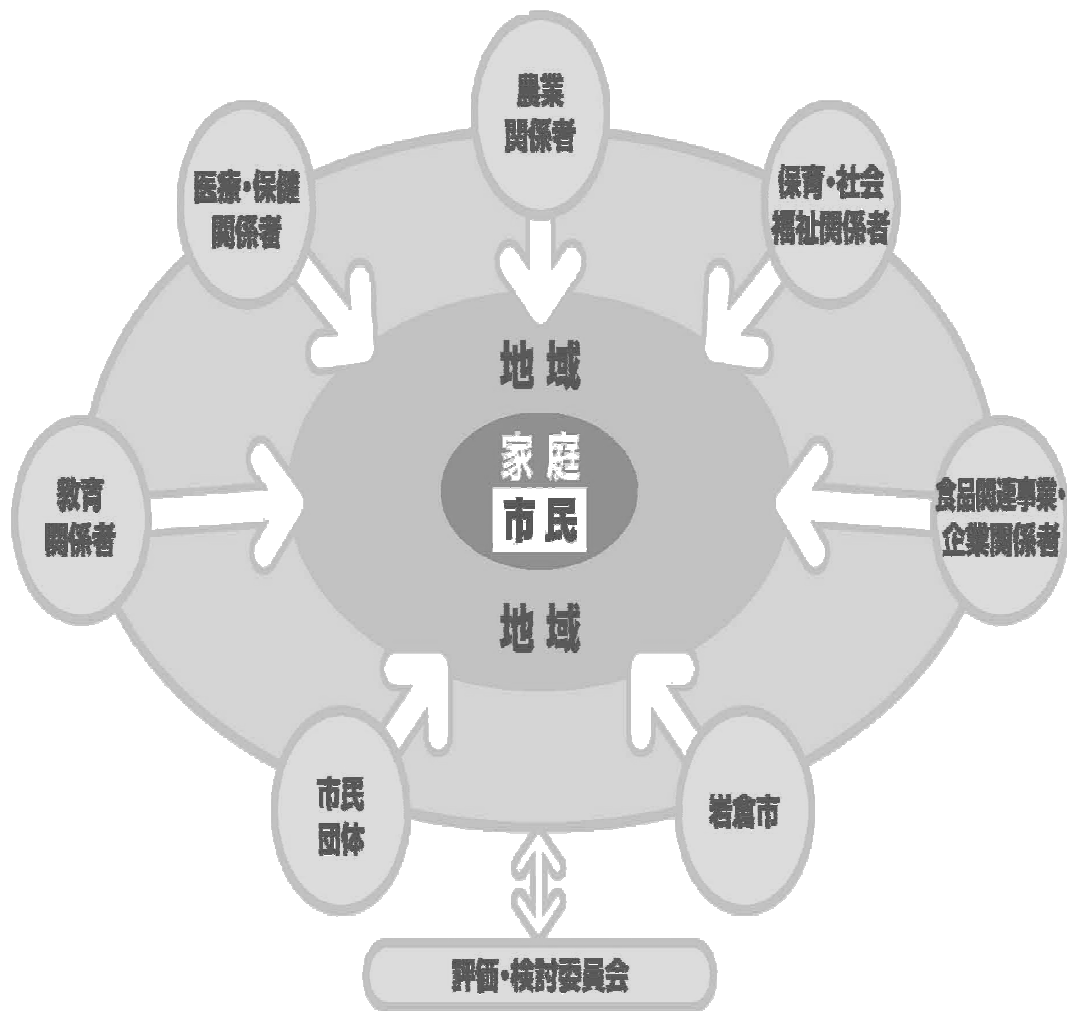 農業
関係者
医療・保健
関係者
保育・社会
福祉関係者
地域
家庭
市民
教育
関係者
食品関連事業・
企業関係者
地域
市民
団体
岩倉市
評価・検討委員会